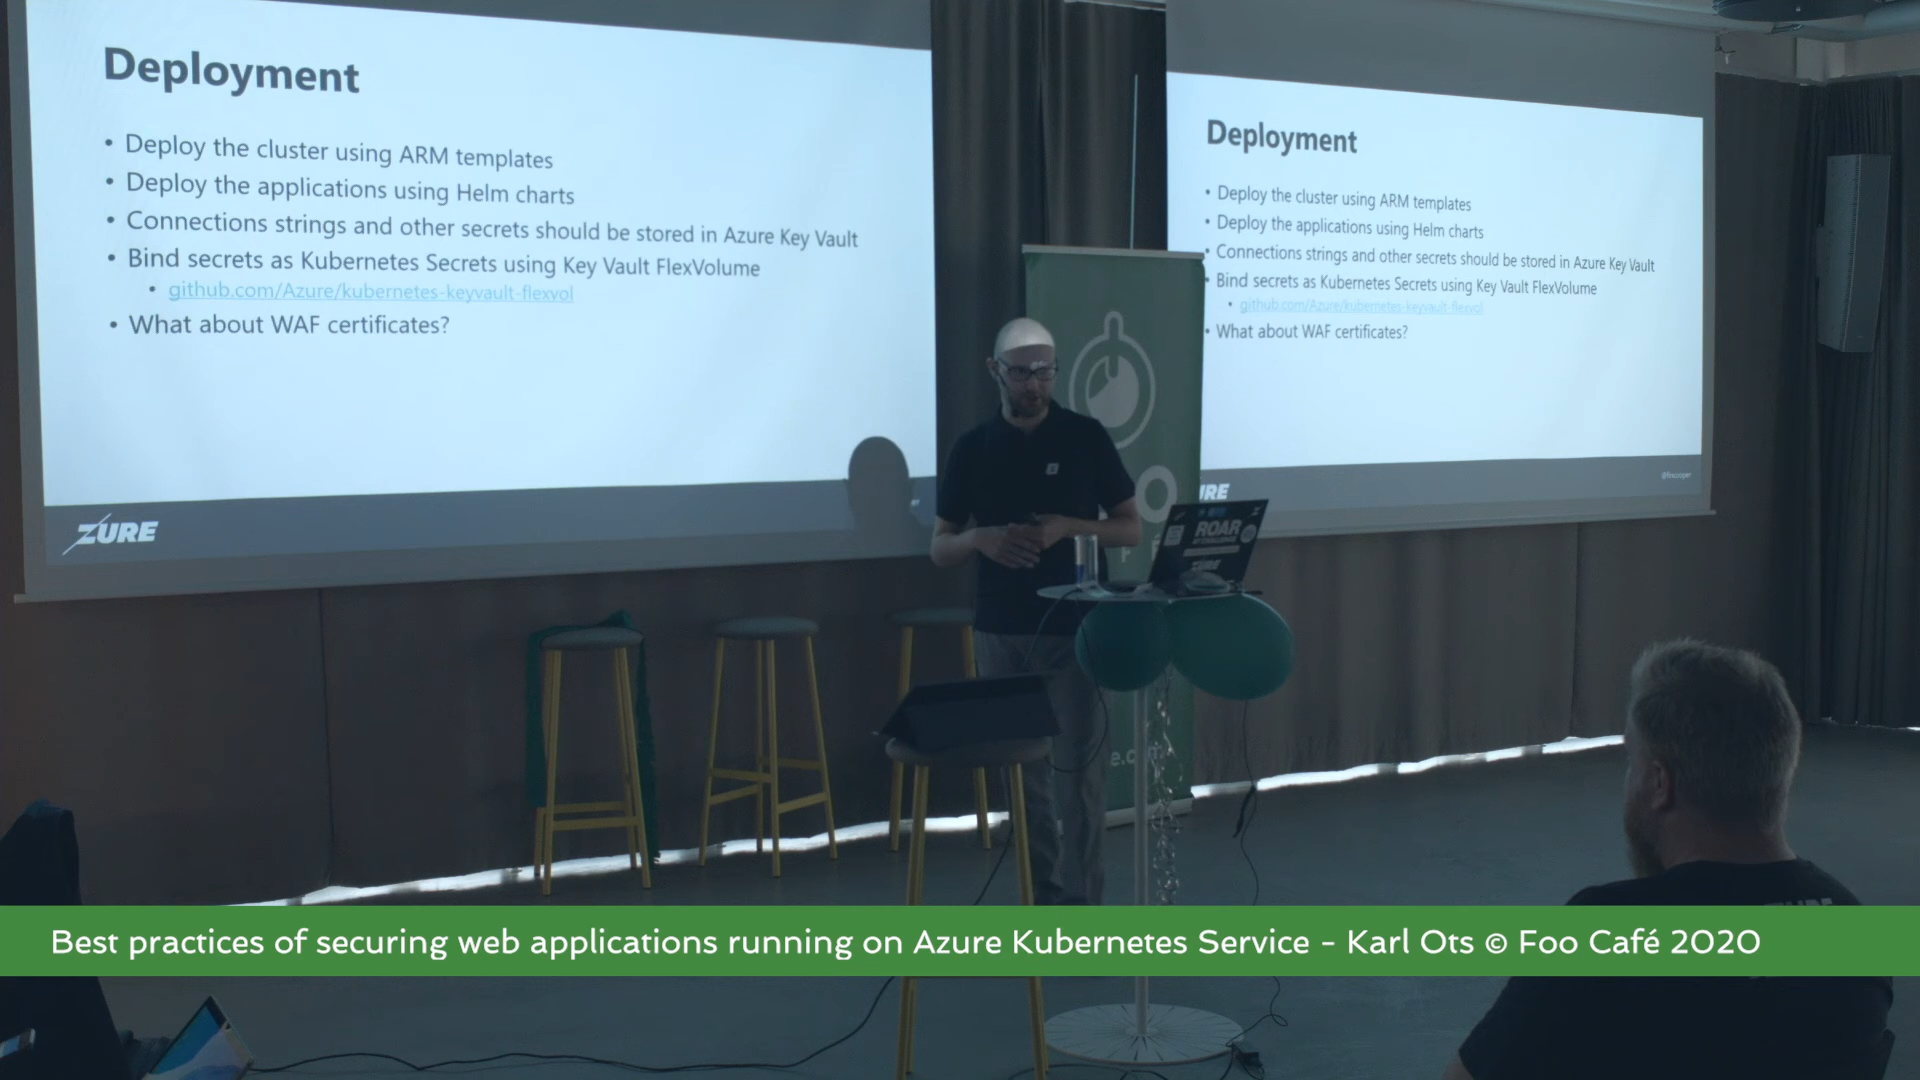 Deployment
• Deploy the cluster using ARM templates
• Deploy the applications using Helm charts
• Connections strings and other secrets should be stored in Azure Key Vault
• Bind secrets as Kubernetes Secrets using Key Vault FlexVolume
• github.com/Azure/kubernetes-keyvault-flexvol
• What about WAF certificates?
ZURE
Deployment
• Deploy the cluster using ARM templates
• Deploy the applications using Helm charts
• Connections strings and other secrets should be stored in Azure Key Vault
• Bind secrets as Kubernetes Secrets using Key Vault FlexVolume
• github.com/Azure/kubernetes-keyvault-flexvol
• What about WAF certificates?
URE
@fincooper
ROAR
ZURE
Best practices of securing web applications running on Azure Kubernetes Service - Karl Ots © Foo Café 2020